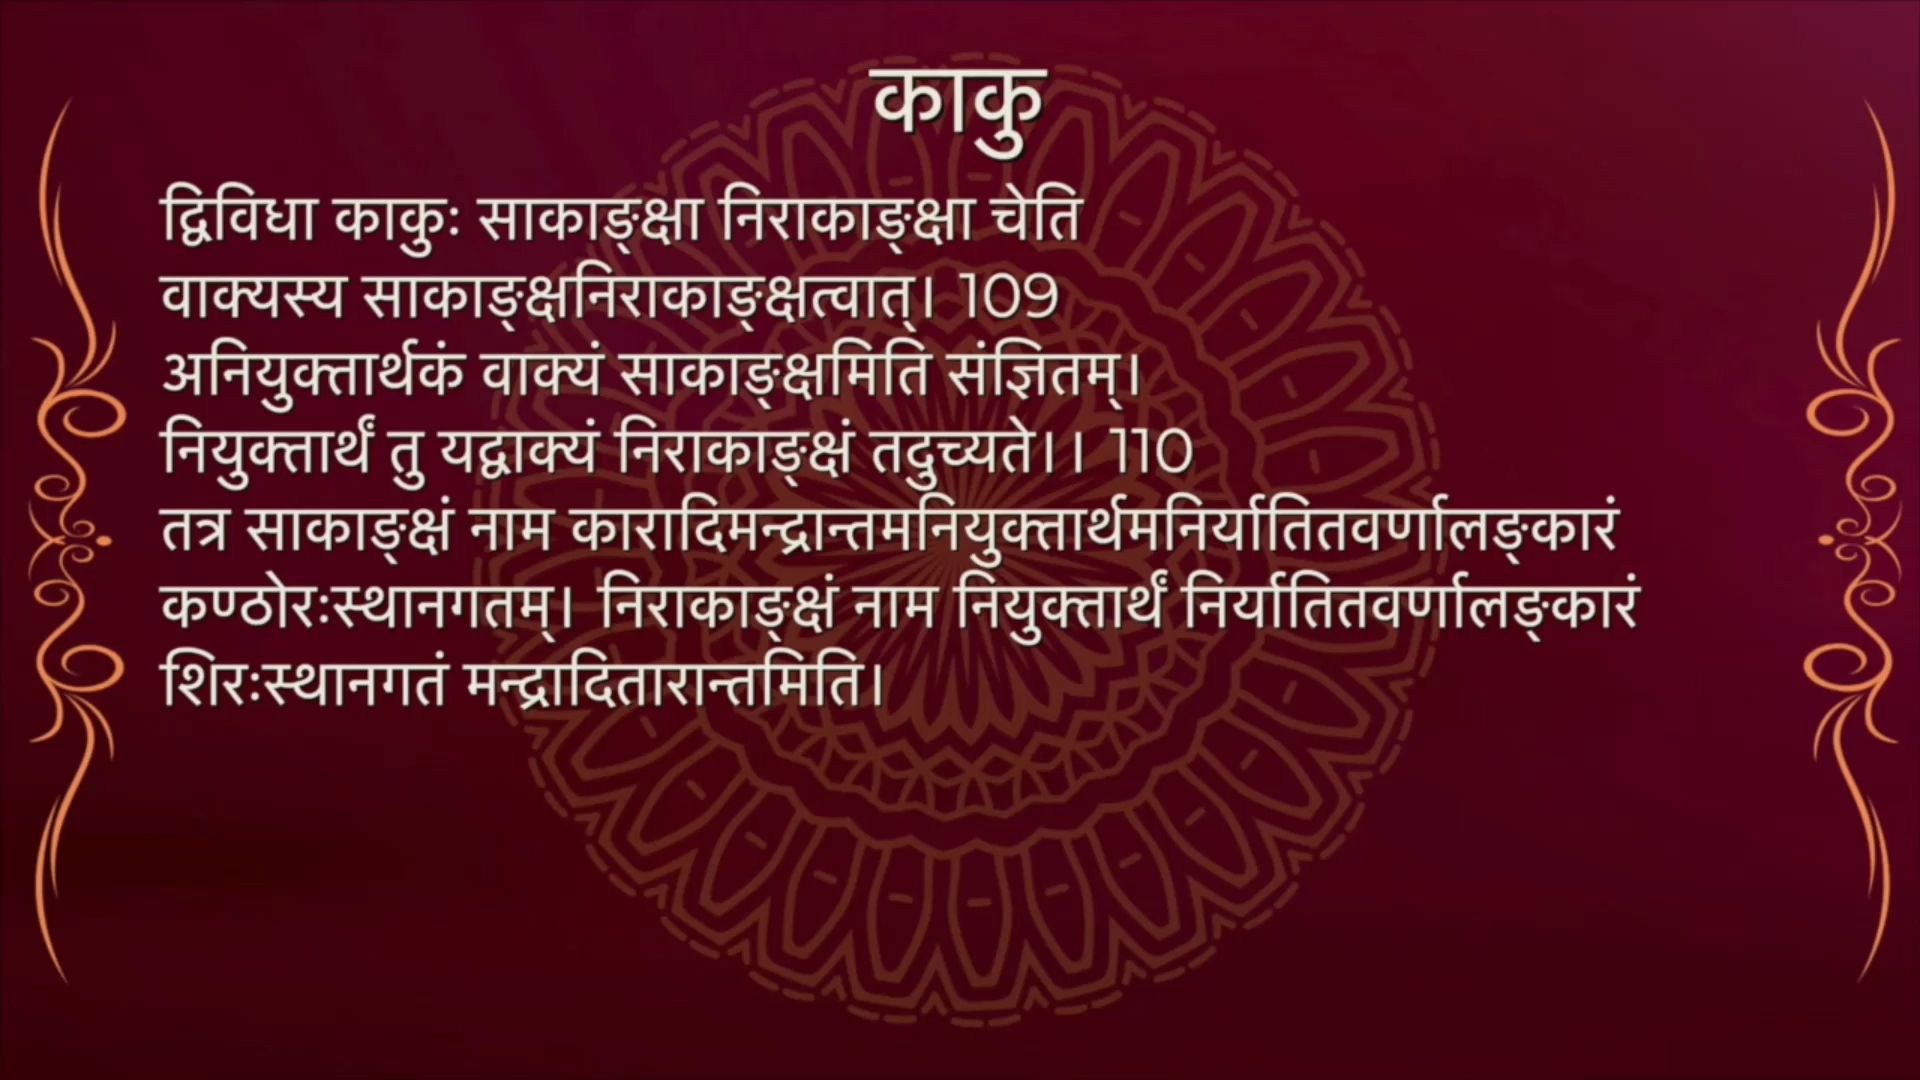 काकु
द्विविधा काकुः साकाङ्क्षा निराकाङ्क्षा चेति
वाक्यस्य साकाङ्क्षनिराकाङ्क्षत्वात्। 109
अनियुक्तार्थकं वाक्यं साकाङ्क्षमिति संज्ञितम्।
नियुक्तार्थं तु यद्वाक्यं निराकाङ्क्षं तदुच्यते।। 110
तत्र साकाङ्क्षं नाम कारादिमन्द्रान्तमनियुक्तार्थमनिर्यातितवर्णालङ्कारं
कण्ठोरःस्थानगतम्। निराकाङ्क्षं नाम नियुक्तार्थं निर्यातितवर्णालङ्कारं
शिरःस्थानगतं मन्द्रादितारान्तमिति।